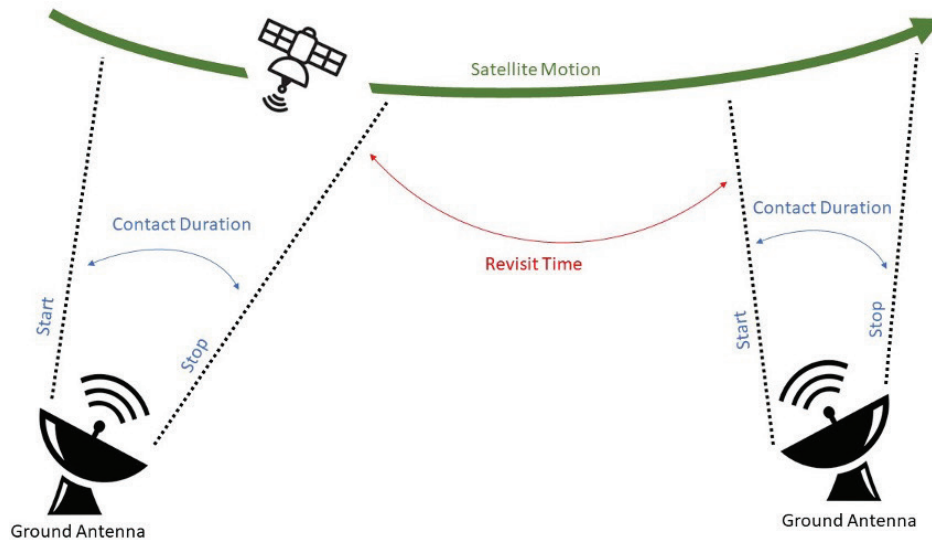 Satellite Motion
Contact Duration
Contact Duration
Revisit Time
Start
Stop
Start
Stop
Ground Antenna
Ground Antenna